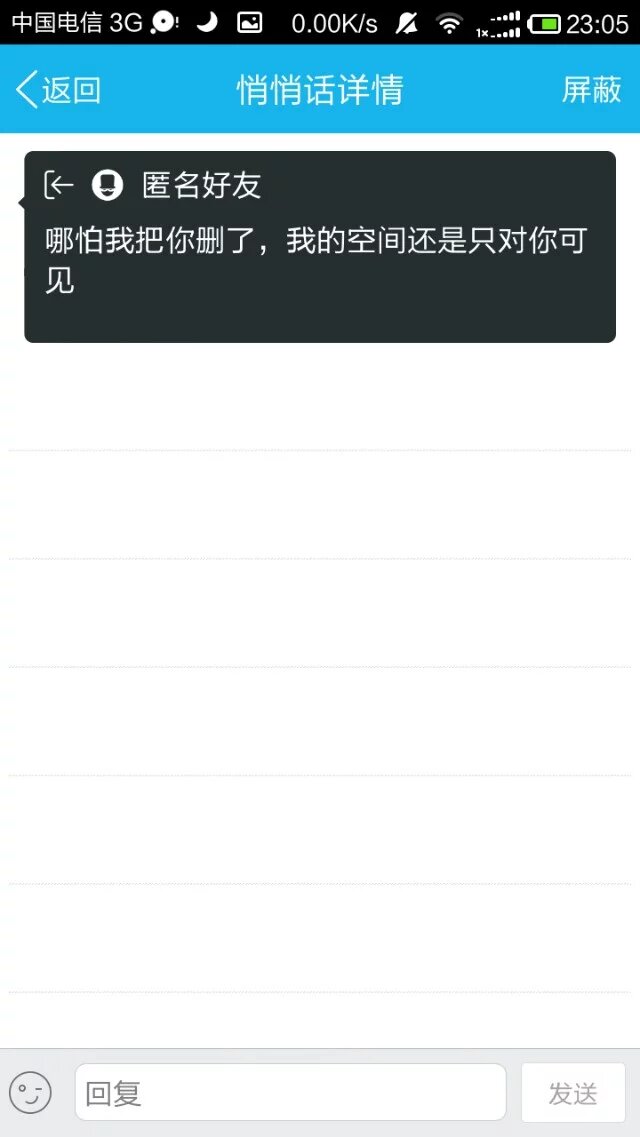 中国电信 3G 0.00K/s 1x 23:05
返回 悄悄话详情 屏蔽
匿名好友
哪怕我把你删了，我的空间还是只对你可
见
回复 发送